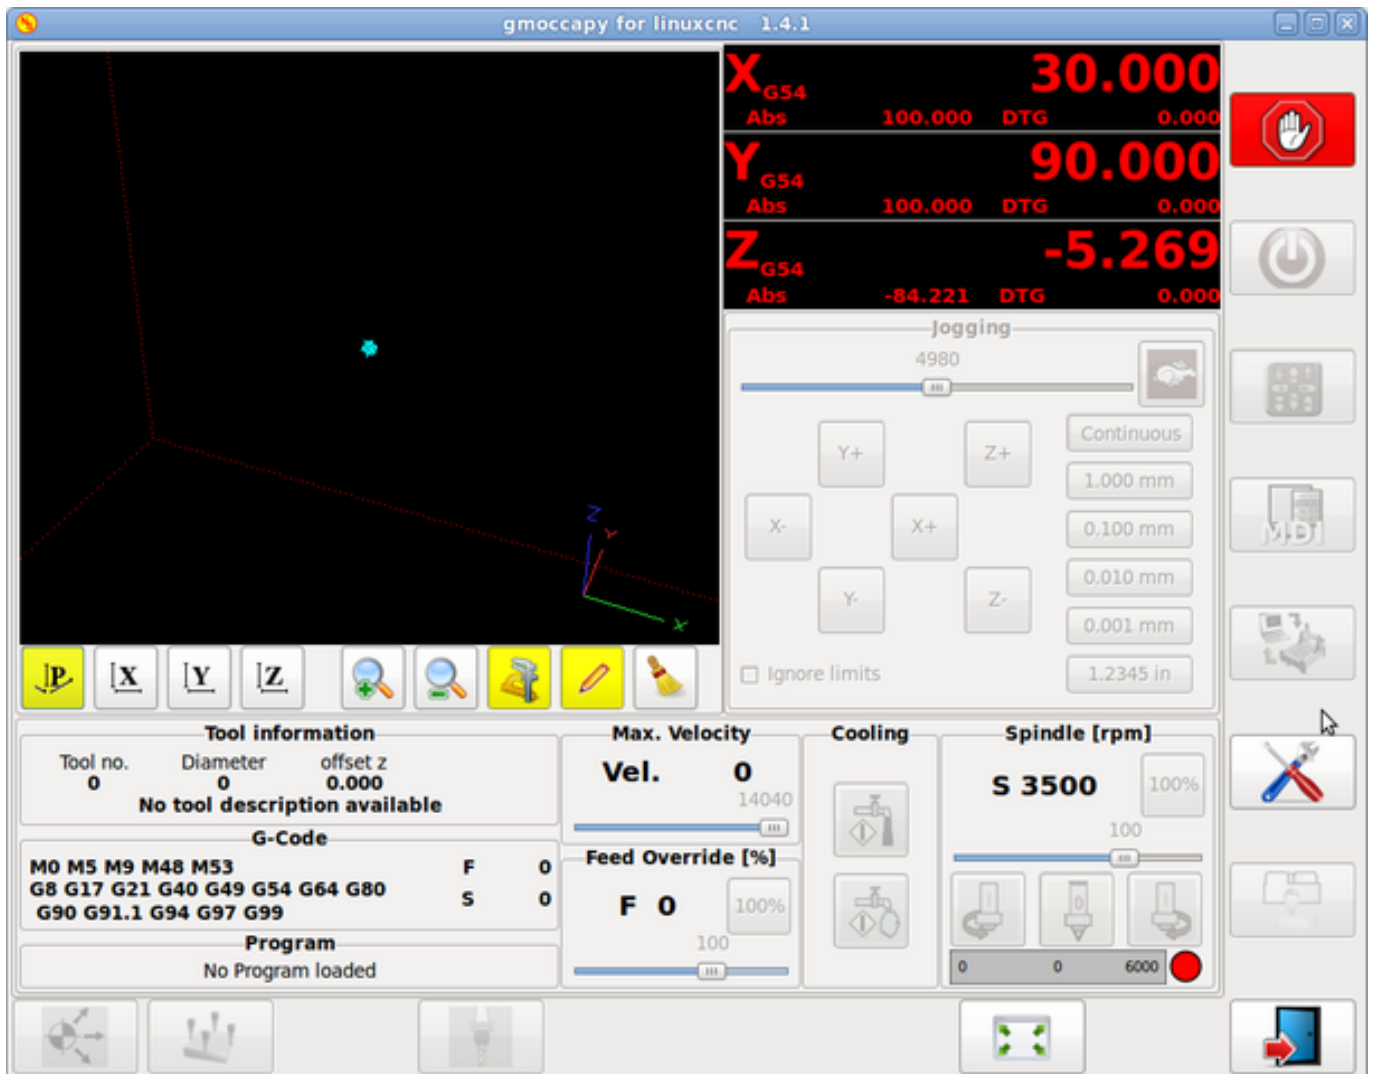 gmoccapy for linuxcnc 1.4.1
X G54 30.000
Abs 100.000 DTG 0.000
Y G54 90.000
Abs 100.000 DTG 0.000
Z G54 -5.269
Abs -84.221 DTG 0.000
Jogging
4980
Continuous
Y+ Z+
1.000 mm
X- X+
0.100 mm
0.010 mm
Y- Z-
0.001 mm
Ignore limits
1.2345 in
MDI
Z
Y
X
P X Y Z
Tool information
Tool no. Diameter offset z
0 0 0.000
No tool description available
G-Code
M0 M5 M9 M48 M53
G8 G17 G21 G40 G49 G54 G64 G80
G90 G91.1 G94 G97 G99
F 0
S 0
Program
No Program loaded
Max. Velocity
Vel. 0
14040
Feed Override [%]
F 0 100%
100
Cooling
Spindle [rpm]
S 3500 100%
100
0
0 0 6000